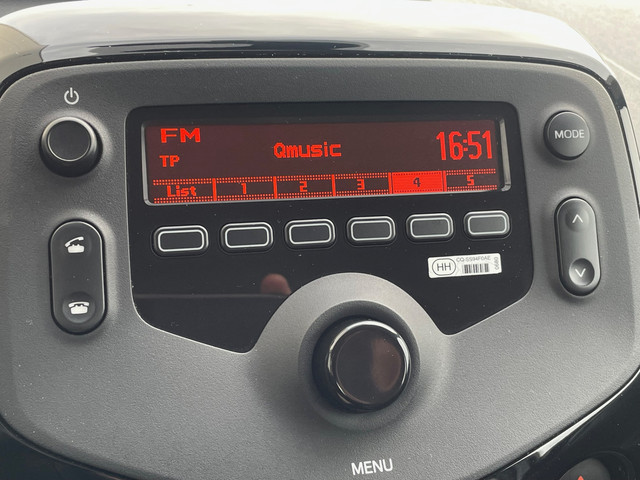 FM
TP
Qmusic
16:51
List 1 2 3 4 5
MODE
HH
MENU